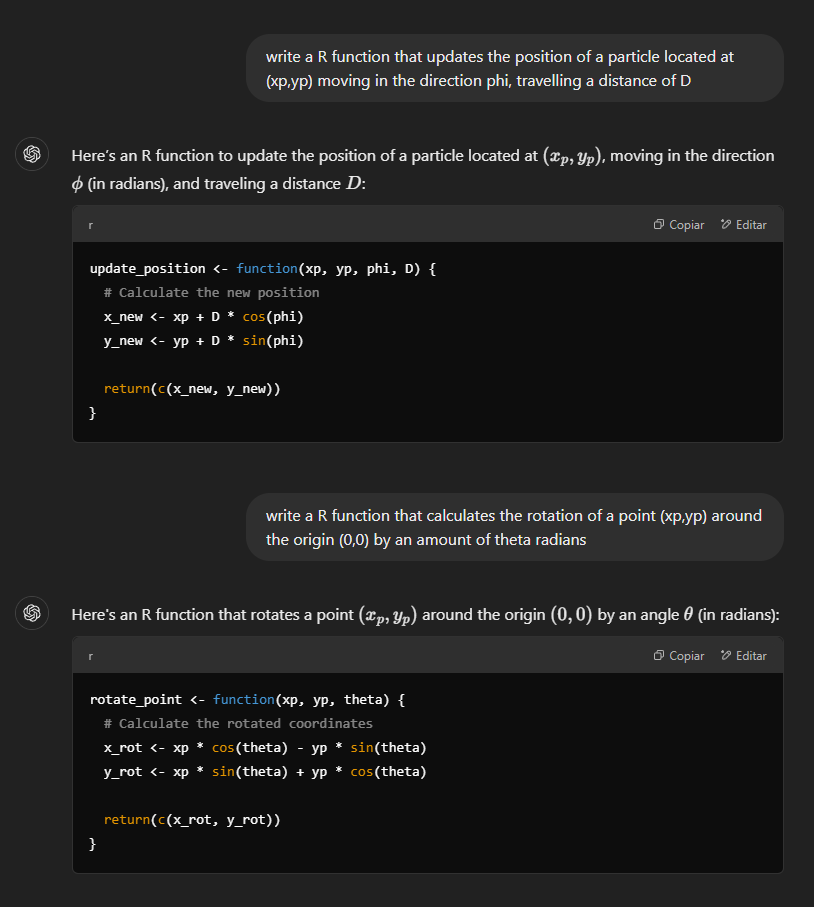 write a R function that updates the position of a particle located at
(xp,yp) moving in the direction phi, travelling a distance of D
Here's an R function to update the position of a particle located at (xₚ, yₚ), moving in the direction
ϕ (in radians), and traveling a distance D:
r Copiar Editar
update_position <- function(xp, yp, phi, D) {
  # Calculate the new position
  x_new <- xp + D * cos(phi)
  y_new <- yp + D * sin(phi)
  return(c(x_new, y_new))
}
write a R function that calculates the rotation of a point (xp,yp) around
the origin (0,0) by an amount of theta radians
Here's an R function that rotates a point (xₚ, yₚ) around the origin (0, 0) by an angle θ (in radians):
r Copiar Editar
rotate_point <- function(xp, yp, theta) {
  # Calculate the rotated coordinates
  x_rot <- xp * cos(theta) - yp * sin(theta)
  y_rot <- xp * sin(theta) + yp * cos(theta)
  return(c(x_rot, y_rot))
}